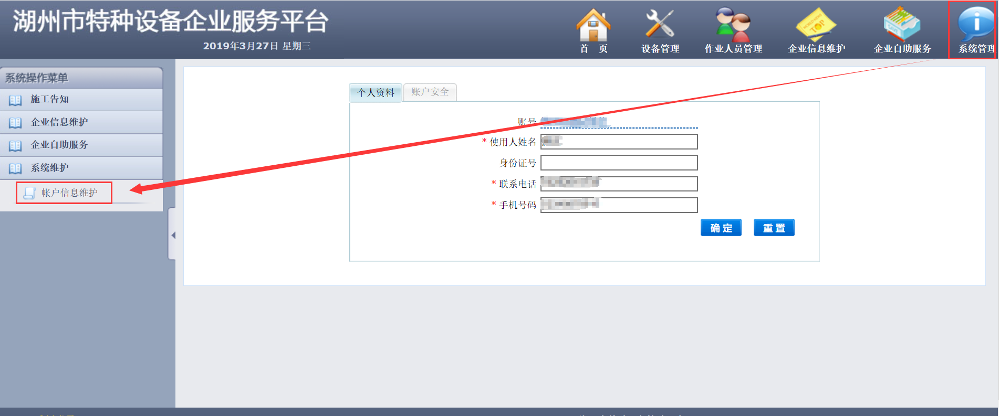 湖州市特种设备企业服务平台
2019年3月27日 星期三
首 页
设备管理
作业人员管理
企业信息维护
企业自助服务
系统管理
系统操作菜单
施工告知
企业信息维护
企业自助服务
系统维护
帐户信息维护
个人资料
账户安全
账号
* 使用人姓名
身份证号
* 联系电话
* 手机号码
确 定
重 置